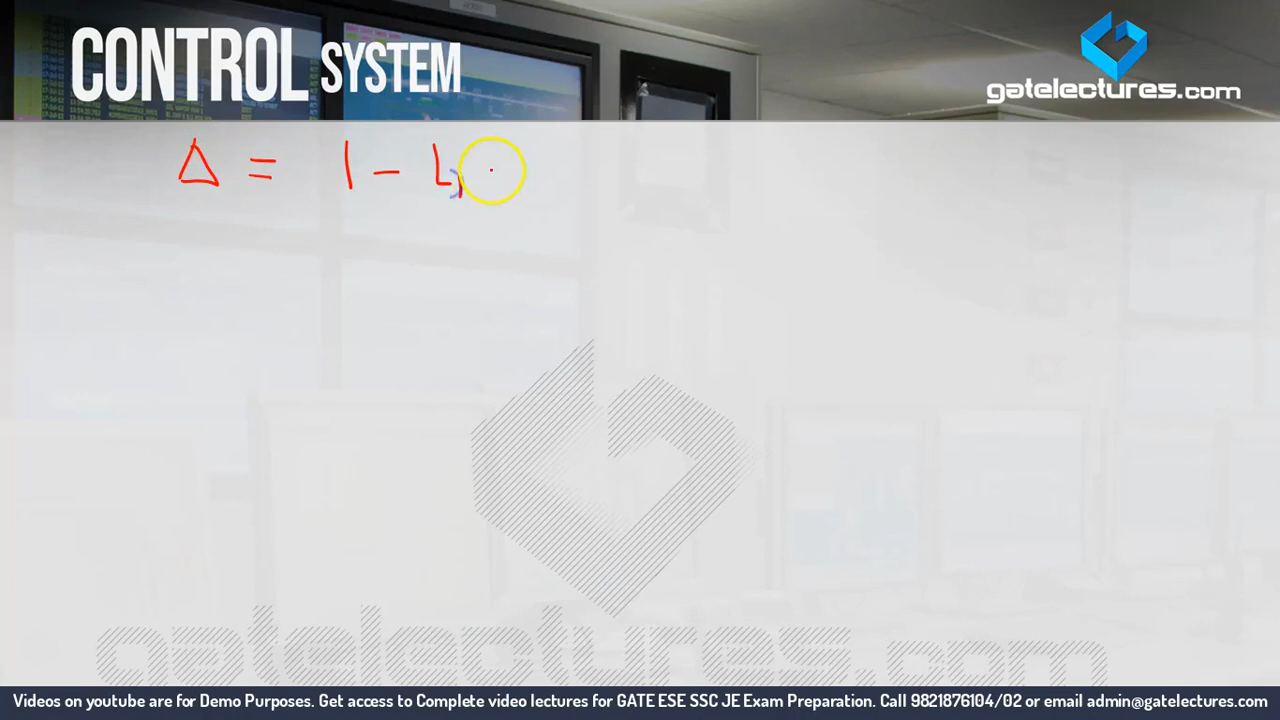 CONTROL SYSTEM
gatelectures.com
Δ = 1 - L₁
gatelectures.com
Videos on youtube are for Demo Purposes. Get access to Complete video lectures for GATE ESE SSC JE Exam Preparation. Call 9821876104/02 or email admin@gatelectures.com